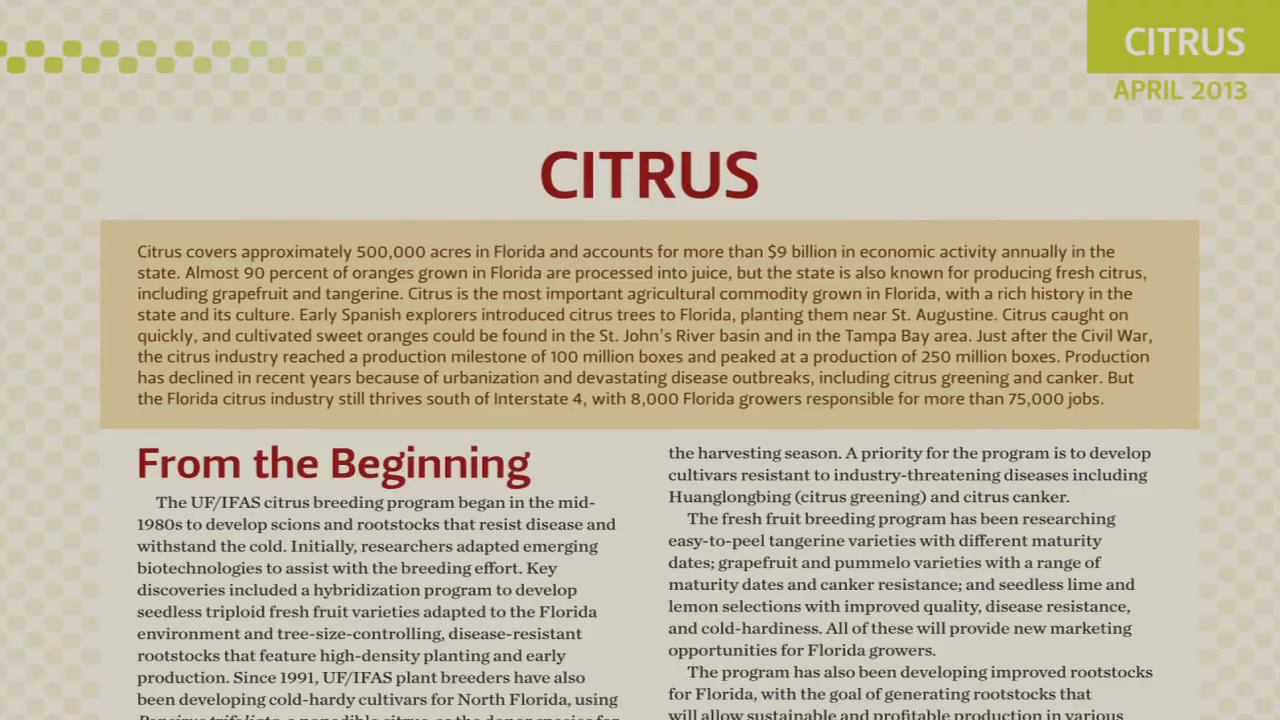 CITRUS
APRIL 2013
CITRUS
Citrus covers approximately 500,000 acres in Florida and accounts for more than $9 billion in economic activity annually in the
state. Almost 90 percent of oranges grown in Florida are processed into juice, but the state is also known for producing fresh citrus,
including grapefruit and tangerine. Citrus is the most important agricultural commodity grown in Florida, with a rich history in the
state and its culture. Early Spanish explorers introduced citrus trees to Florida, planting them near St. Augustine. Citrus caught on
quickly, and cultivated sweet oranges could be found in the St. John's River basin and in the Tampa Bay area. Just after the Civil War,
the citrus industry reached a production milestone of 100 million boxes and peaked at a production of 250 million boxes. Production
has declined in recent years because of urbanization and devastating disease outbreaks, including citrus greening and canker. But
the Florida citrus industry still thrives south of Interstate 4, with 8,000 Florida growers responsible for more than 75,000 jobs.
From the Beginning
The UF/IFAS citrus breeding program began in the mid-
1980s to develop scions and rootstocks that resist disease and
withstand the cold. Initially, researchers adapted emerging
biotechnologies to assist with the breeding effort. Key
discoveries included a hybridization program to develop
seedless triploid fresh fruit varieties adapted to the Florida
environment and tree-size-controlling, disease-resistant
rootstocks that feature high-density planting and early
production. Since 1991, UF/IFAS plant breeders have also
been developing cold-hardy cultivars for North Florida, using
the harvesting season. A priority for the program is to develop
cultivars resistant to industry-threatening diseases including
Huanglongbing (citrus greening) and citrus canker.
The fresh fruit breeding program has been researching
easy-to-peel tangerine varieties with different maturity
dates; grapefruit and pummelo varieties with a range of
maturity dates and canker resistance; and seedless lime and
lemon selections with improved quality, disease resistance,
and cold-hardiness. All of these will provide new marketing
opportunities for Florida growers.
The program has also been developing improved rootstocks
for Florida, with the goal of generating rootstocks that
will allow sustainable and profitable production in various